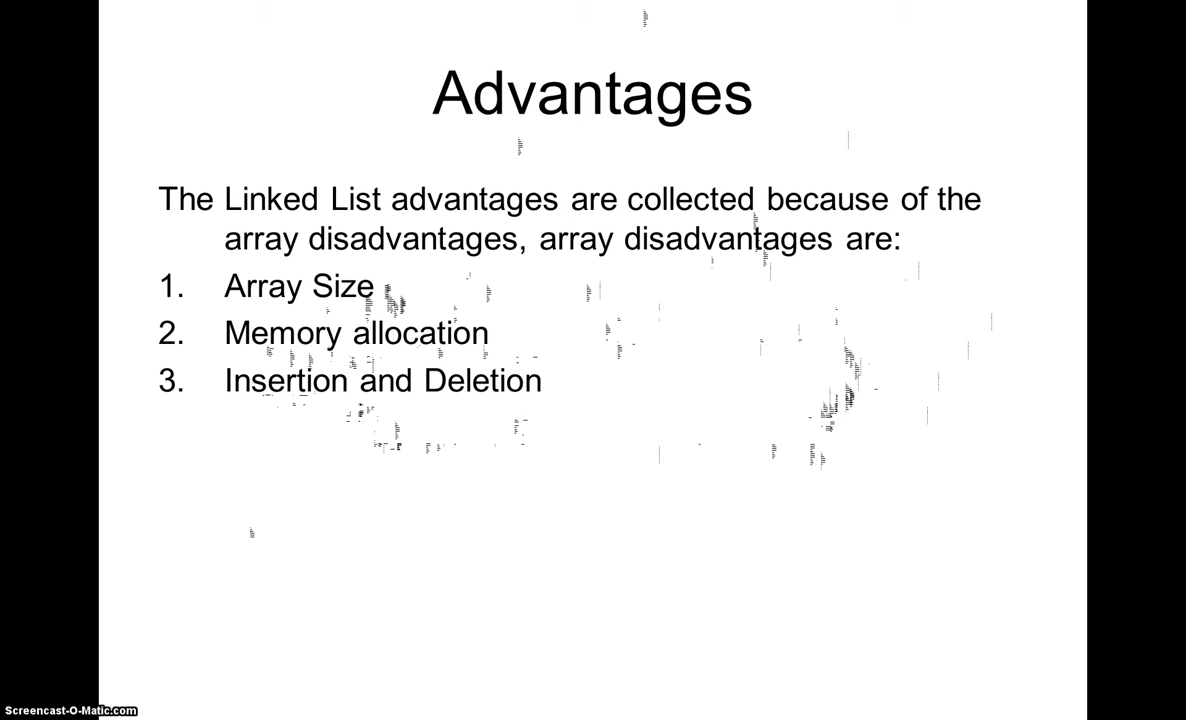 Advantages
The Linked List advantages are collected because of the
array disadvantages, array disadvantages are:
1. Array Size
2. Memory allocation
3. Insertion and Deletion
Screencast-O-Matic.com